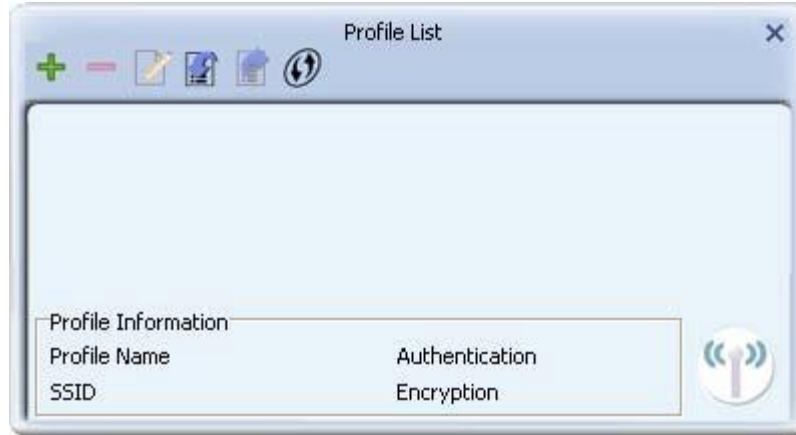 Profile List
Profile Information
Profile Name Authentication
SSID Encryption